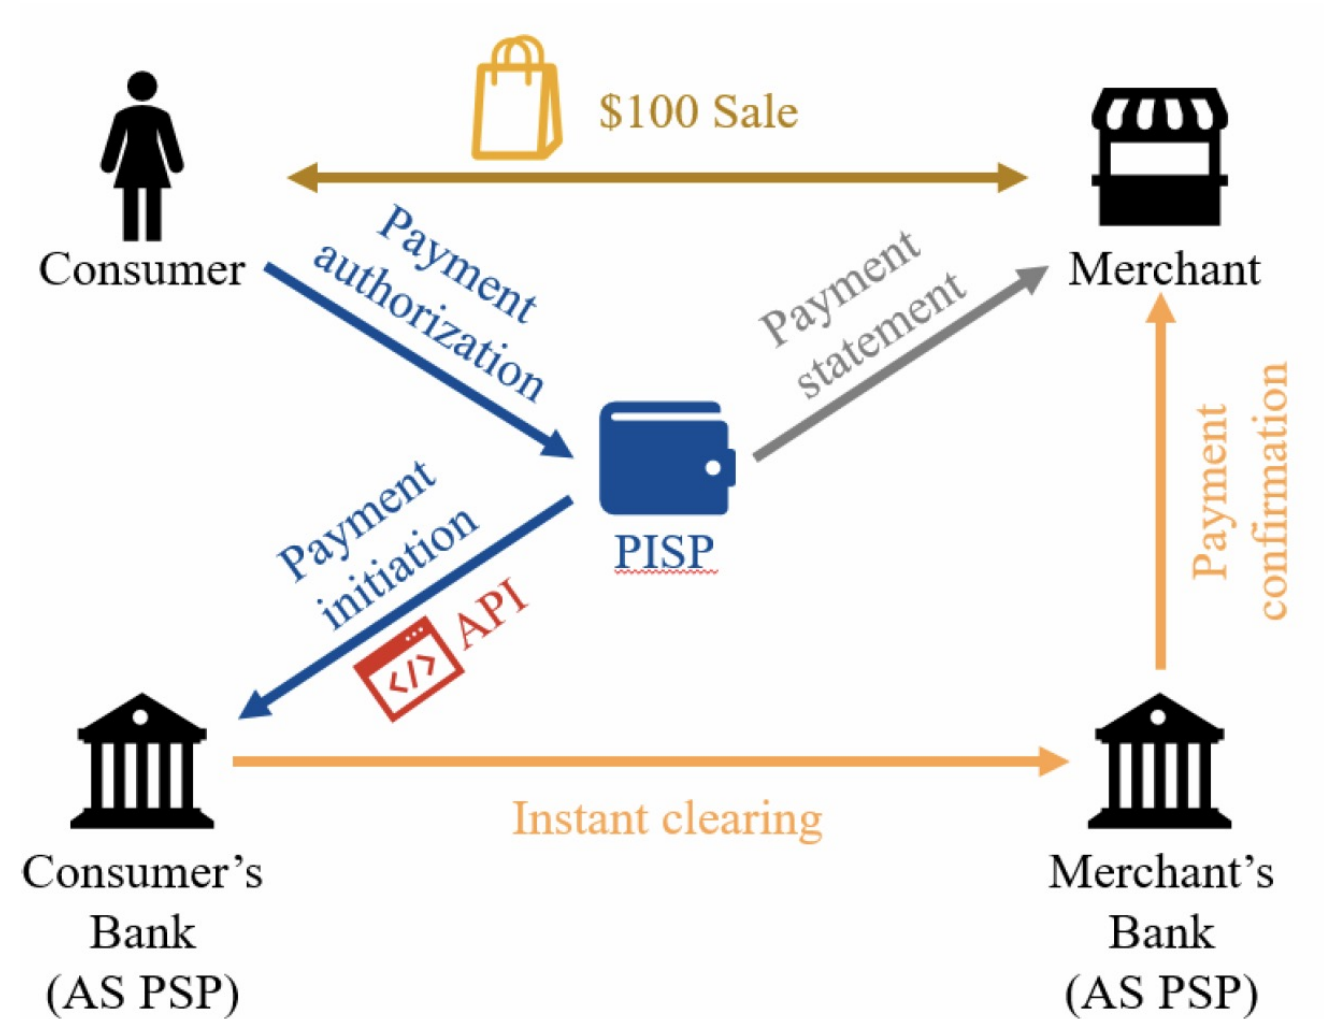 $100 Sale
Consumer
Merchant
Payment
authorization
Payment
statement
Payment
initiation
API
</>
PISP
Payment
confirmation
Instant clearing
Consumer’s
Bank
(AS PSP)
Merchant’s
Bank
(AS PSP)